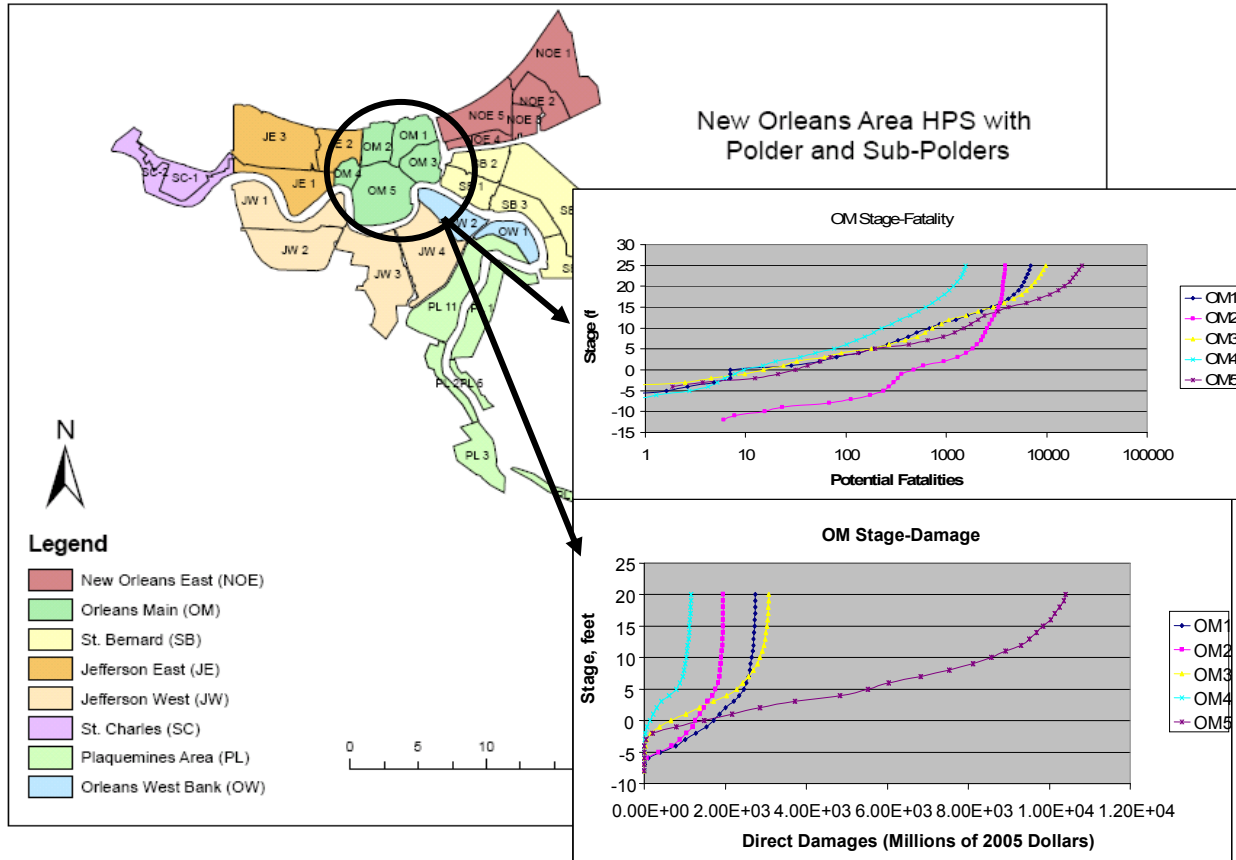 New Orleans Area HPS with
Polder and Sub-Polders
NOE 1
NOE 2
NOE 5
NOE 3
NOE 4
JE 3
JE 2
OM 2
OM 1
OM 3
OM 4
OM 5
JE 1
SC-2
SC-1
SB 2
SB 1
SB 3
JW 1
JW 2
JW 3
JW 4
OW 1
PL 11
PL 3
N
Legend
New Orleans East (NOE)
Orleans Main (OM)
St. Bernard (SB)
Jefferson East (JE)
Jefferson West (JW)
St. Charles (SC)
Plaquemines Area (PL)
Orleans West Bank (OW)
0 5 10
OM Stage-Fatality
Stage (f
30
25
20
15
10
5
0
-5
-10
-15
1 10 100 1000 10000 100000
Potential Fatalities
OM1
OM2
OM3
OM4
OM5
OM Stage-Damage
Stage, feet
25
20
15
10
5
0
-5
-10
0.00E+00 2.00E+03 4.00E+03 6.00E+03 8.00E+03 1.00E+04 1.20E+04
Direct Damages (Millions of 2005 Dollars)
OM1
OM2
OM3
OM4
OM5